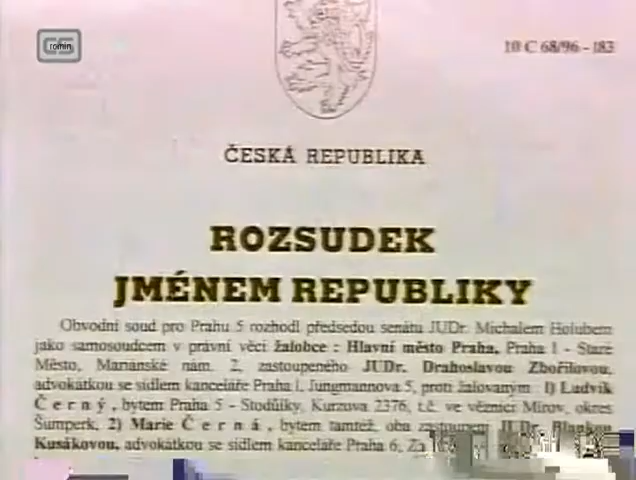 romin
10 C 68/96 - 183
ČESKÁ REPUBLIKA
ROZSUDEK
JMÉNEM REPUBLIKY
Obvodní soud pro Prahu 5 rozhodl předsedou senátu JUDr. Michalem Holubem
jako samosoudcem v právní věci žalobce : Hlavní město Praha, Praha 1 - Staré
Město, Mariánské nám. 2, zastoupeného JUDr. Drahoslavou Zbořilovou,
advokátkou se sídlem kanceláře Praha 1, Jungmannova 5, proti žalovaným 1) Ludvík
Černý, bytem Praha 5 - Stodůlky, Kurzova 2376, t.č. ve věznici Mírov, okres
Šumperk, 2) Marie Černá, bytem tamtéž, oba zastoupeni JUDr. Blankou
Kusákovou, advokátkou se sídlem kanceláře Praha 6,